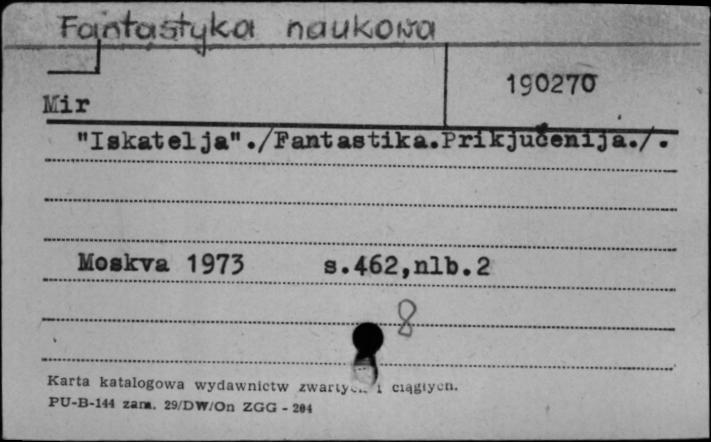 Fantastyka naukowa
190270
Mir
"Iskatelja"./Fantastika.Prikjučenija./.
Moskva 1973 s.462,nlb.2
8
Karta katalogowa wydawnictw zwartych i ciągłych.
PU-B-144 zam. 29/DW/On ZGG - 204